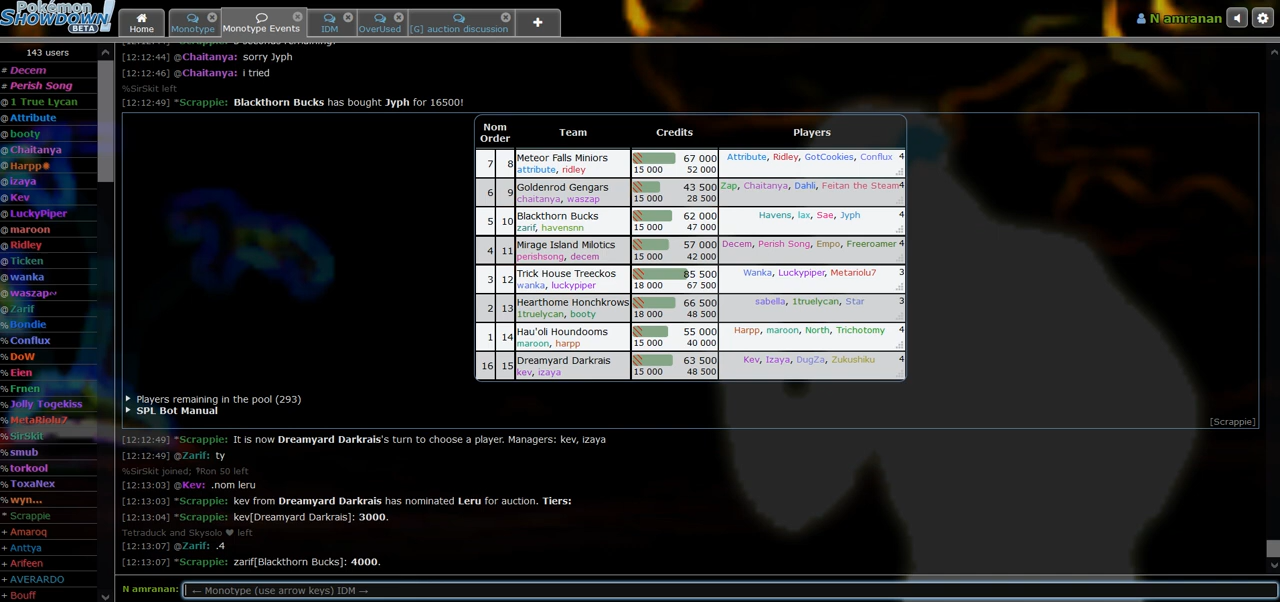 Pokémon
Showdown!
BETA
Home
Monotype
Monotype Events
IDM
OverUsed
[G] auction discussion
N amranan
143 users
# Decem
# Perish Song
@ 1 True Lycan
@ Attribute
@ booty
@ Chaitanya
@ Harpp✹
@ izaya
@ Kev
@ LuckyPiper
@ maroon
@ Ridley
@ Ticken
@ wanka
@ waszap~
@ Zarif
% Bondie
% Conflux
% DoW
% Eien
% Frnen
% Jolly Togekiss
% MetaRioluZ
% SirSkit
% smub
% torkool
% ToxaNex
% wyn...
* Scrappie
+ Amaroq
+ Anttya
+ Arifeen
+ AVERARDO
+ Bouff
[12:12:44] *Scrappie: 5 seconds remaining!
[12:12:44] @Chaitanya: sorry Jyph
[12:12:46] @Chaitanya: i tried
%SirSkit left
[12:12:49] *Scrappie: Blackthorn Bucks has bought Jyph for 16500!
Nom Order Team Credits Players
7 8 Meteor Falls Miniors 67 000 Attribute, Ridley, GotCookies, Conflux 4
attribute, ridley 15 000 52 000
6 9 Goldenrod Gengars 43 500 Zap, Chaitanya, Dahli, Feitan the Steam 4
chaitanya, waszap 15 000 28 500
5 10 Blackthorn Bucks 62 000 Havens, lax, Sae, Jyph 4
zarif, havensnn 15 000 47 000
4 11 Mirage Island Milotics 57 000 Decem, Perish Song, Empo, Freeroamer 4
perishsong, decem 15 000 42 000
3 12 Trick House Treeckos 85 500 Wanka, Luckypiper, Metariolu7 3
wanka, luckypiper 18 000 67 500
2 13 Hearthome Honchkrows 66 500 sabella, 1truelycan, Star 3
1truelycan, booty 18 000 48 500
1 14 Hau'oli Houndooms 55 000 Harpp, maroon, North, Trichotomy 4
maroon, harpp 15 000 40 000
16 15 Dreamyard Darkrais 63 500 Kev, Izaya, DugZa, Zukushiku 4
kev, izaya 15 000 48 500
Players remaining in the pool (293)
SPL Bot Manual
[Scrappie]
[12:12:49] *Scrappie: It is now Dreamyard Darkrais's turn to choose a player. Managers: kev, izaya
[12:12:49] @Zarif: ty
%SirSkit joined; ‽Ron 50 left
[12:13:03] @Kev: .nom leru
[12:13:03] *Scrappie: kev from Dreamyard Darkrais has nominated Leru for auction. Tiers:
[12:13:04] *Scrappie: kev[Dreamyard Darkrais]: 3000.
Tetraduck and Skysolo ♥ left
[12:13:07] @Zarif: .4
[12:13:07] *Scrappie: zarif[Blackthorn Bucks]: 4000.
N amranan: ← Monotype (use arrow keys) IDM →